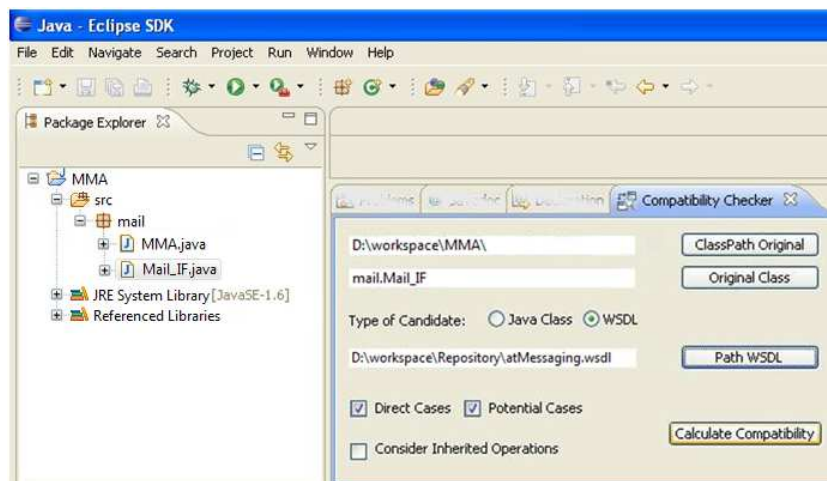 Java - Eclipse SDK
File Edit Navigate Search Project Run Window Help
Package Explorer
MMA
src
mail
MMA.java
Mail_IF.java
JRE System Library [JavaSE-1.6]
Referenced Libraries
Compatibility Checker
D:\workspace\MMA\ ClassPath Original
mail.Mail_IF Original Class
Type of Candidate: Java Class WSDL
D:\workspace\Repository\atMessaging.wsdl Path WSDL
Direct Cases Potential Cases
Calculate Compatibility
Consider Inherited Operations